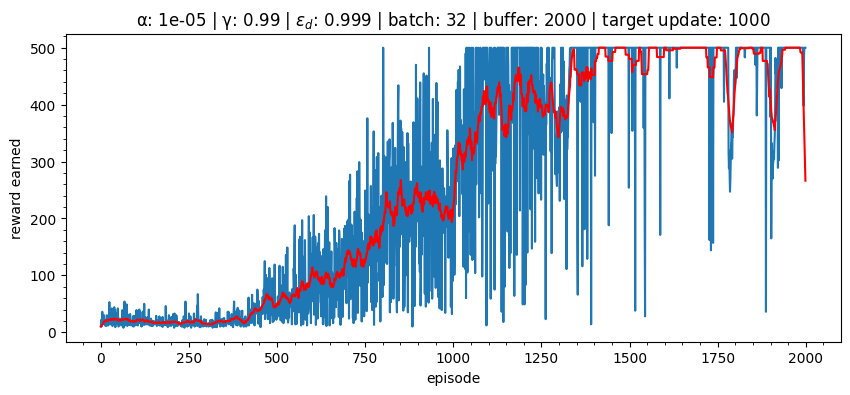 α: 1e-05 | γ: 0.99 | ε_d: 0.999 | batch: 32 | buffer: 2000 | target update: 1000
500
400
300
200
100
0
reward earned
0 250 500 750 1000 1250 1500 1750 2000
episode